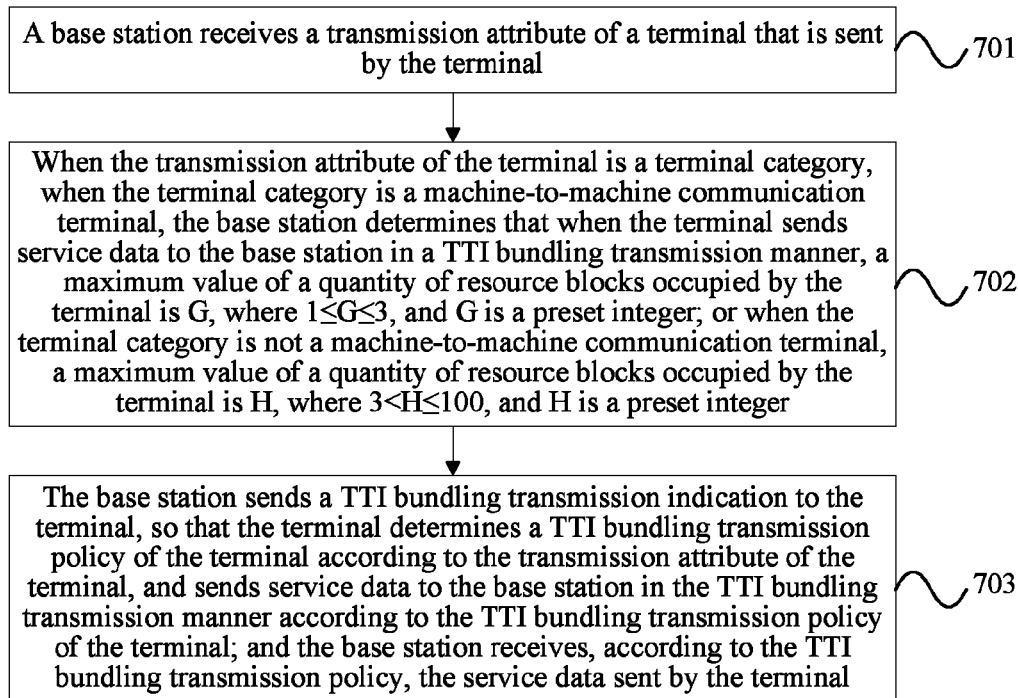 A base station receives a transmission attribute of a terminal that is sent
by the terminal
701
When the transmission attribute of the terminal is a terminal category,
when the terminal category is a machine-to-machine communication
terminal, the base station determines that when the terminal sends
service data to the base station in a TTI bundling transmission manner, a
maximum value of a quantity of resource blocks occupied by the
terminal is G, where 1≤G≤3, and G is a preset integer; or when the
terminal category is not a machine-to-machine communication terminal,
a maximum value of a quantity of resource blocks occupied by the
terminal is H, where 3<H≤100, and H is a preset integer
702
The base station sends a TTI bundling transmission indication to the
terminal, so that the terminal determines a TTI bundling transmission
policy of the terminal according to the transmission attribute of the
terminal, and sends service data to the base station in the TTI bundling
transmission manner according to the TTI bundling transmission policy
of the terminal; and the base station receives, according to the TTI
bundling transmission policy, the service data sent by the terminal
703